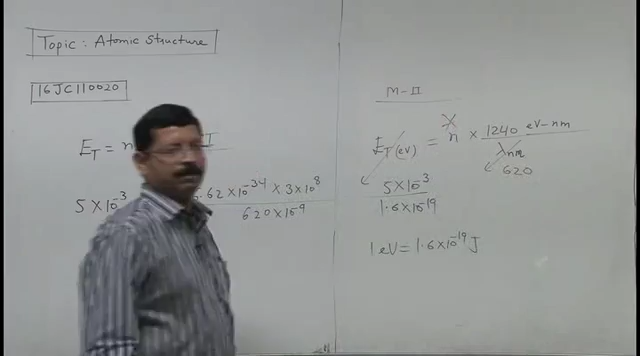 Topic : Atomic Structure
16JC110020
E_T = n
I
5 × 10^-3
.62 × 10^-34 × 3 × 10^8
620 × 10^-9
M - II
E_T(eV) = n × 1240 eV-nm
λ nm
620
5 × 10^-3
1.6 × 10^-19
1 eV = 1.6 × 10^-19 J